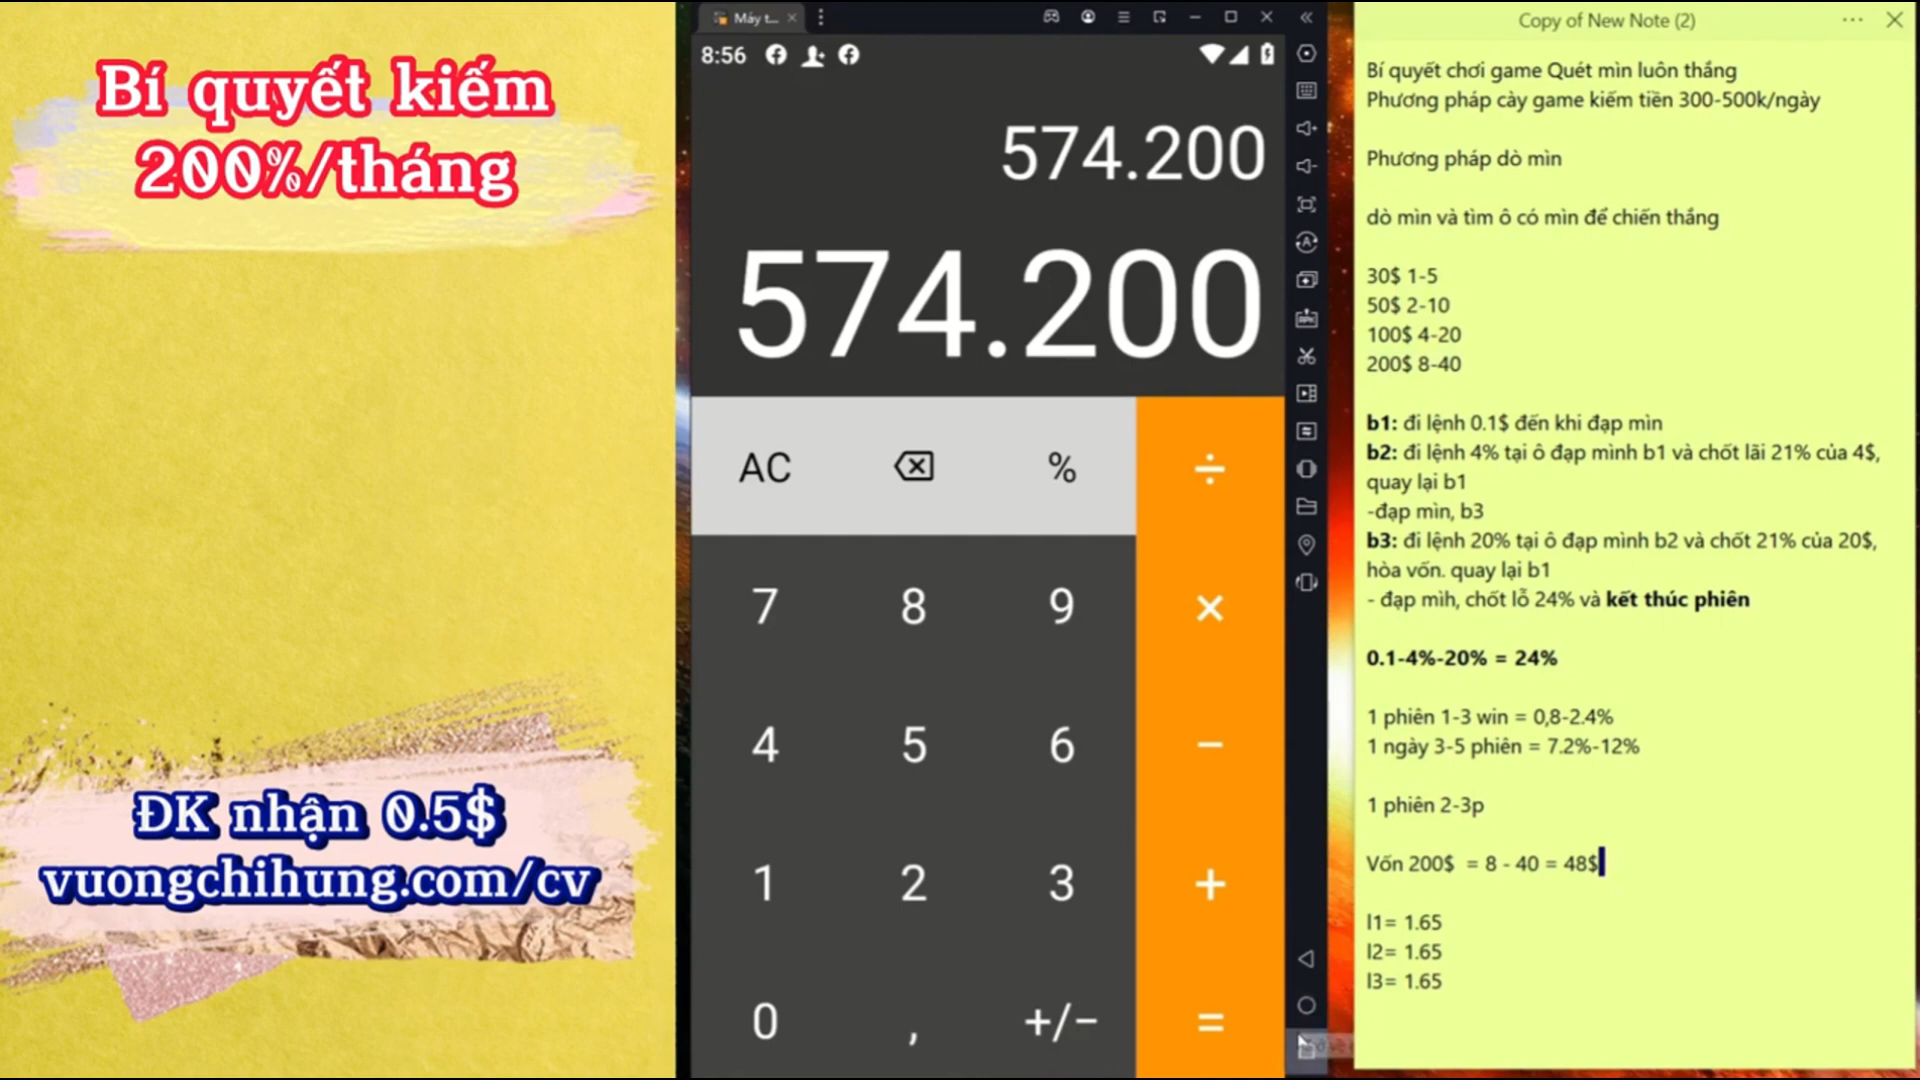 Bí quyết kiếm
200%/tháng
ĐK nhận 0.5$
vuongchihung.com/cv
Máy t...
8:56
574.200
574.200
AC
%
÷
7
8
9
×
4
5
6
−
1
2
3
+
0
,
+/−
=
Copy of New Note (2)
Bí quyết chơi game Quét mìn luôn thắng
Phương pháp cày game kiếm tiền 300-500k/ngày
Phương pháp dò mìn
dò mìn và tìm ô có mìn để chiến thắng
30$ 1-5
50$ 2-10
100$ 4-20
200$ 8-40
b1: đi lệnh 0.1$ đến khi đạp mìn
b2: đi lệnh 4% tại ô đạp mình b1 và chốt lãi 21% của 4$,
quay lại b1
-đạp mìn, b3
b3: đi lệnh 20% tại ô đạp mình b2 và chốt 21% của 20$,
hòa vốn. quay lại b1
- đạp mìh, chốt lỗ 24% và kết thúc phiên
0.1-4%-20% = 24%
1 phiên 1-3 win = 0,8-2.4%
1 ngày 3-5 phiên = 7.2%-12%
1 phiên 2-3p
Vốn 200$ = 8 - 40 = 48$
l1= 1.65
l2= 1.65
l3= 1.65